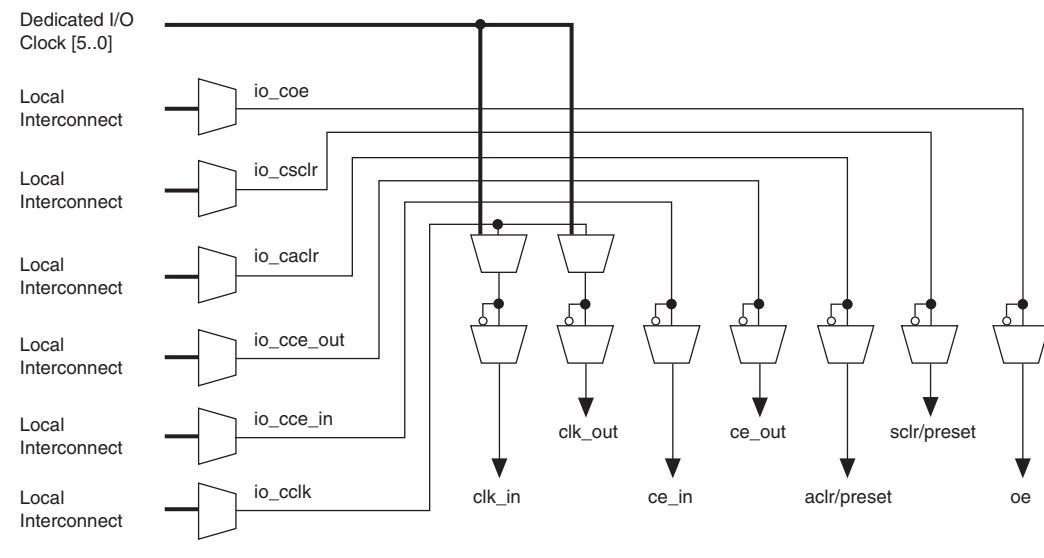 Dedicated I/O
Clock [5..0]
Local
Interconnect
io_coe
Local
Interconnect
io_csclr
Local
Interconnect
io_caclr
Local
Interconnect
io_cce_out
Local
Interconnect
io_cce_in
Local
Interconnect
io_cclk
clk_out
ce_out
sclr/preset
clk_in
ce_in
aclr/preset
oe